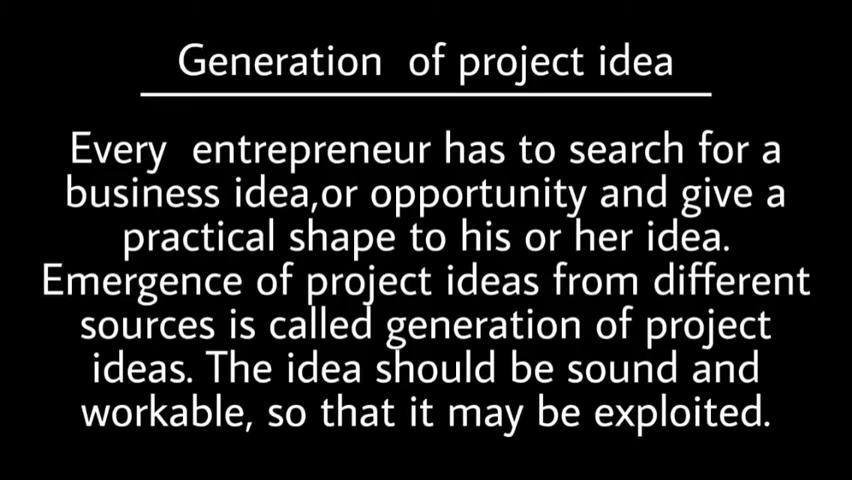 Generation  of project idea
Every  entrepreneur has to search for a
business idea,or opportunity and give a
practical shape to his or her idea.
Emergence of project ideas from different
sources is called generation of project
ideas. The idea should be sound and
workable, so that it may be exploited.